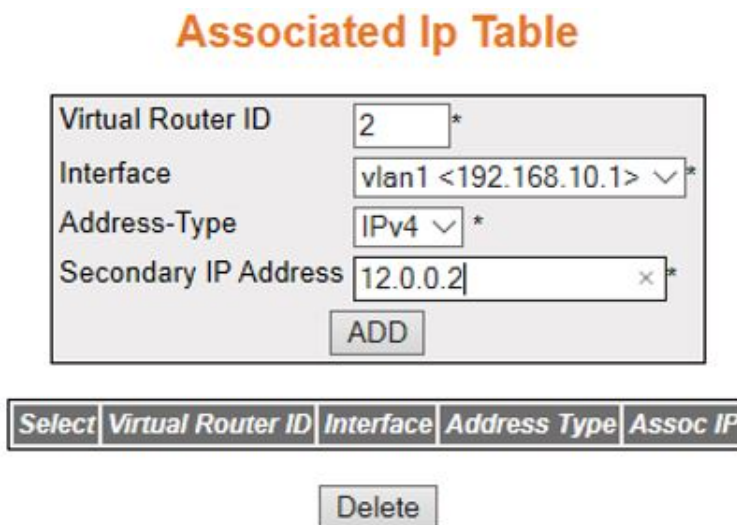 Associated Ip Table
Virtual Router ID 2 *
Interface vlan1 <192.168.10.1> *
Address-Type IPv4 *
Secondary IP Address 12.0.0.2 × *
ADD
Select Virtual Router ID Interface Address Type Assoc IP
Delete